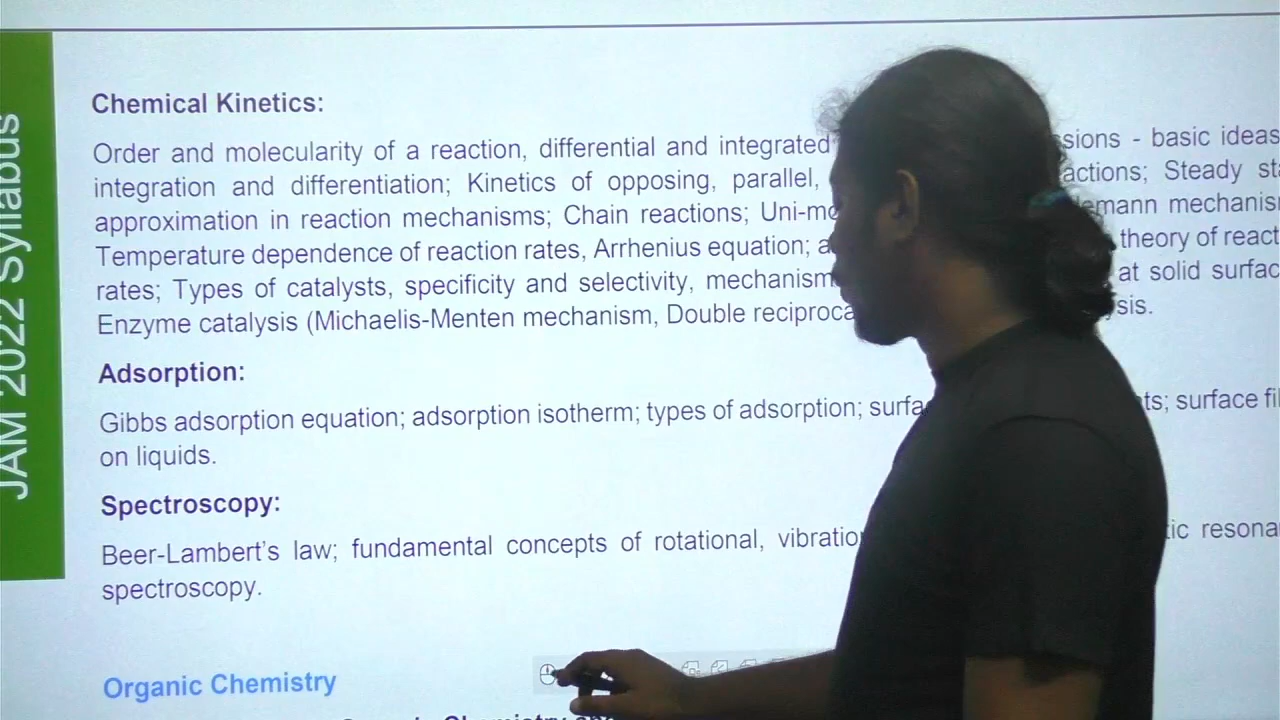 JAM 2022 Syllabus
Chemical Kinetics:
Order and molecularity of a reaction, differential and integrated sions - basic ideas
integration and differentiation; Kinetics of opposing, parallel, actions; Steady sta
approximation in reaction mechanisms; Chain reactions; Uni-mo lemann mechanis
Temperature dependence of reaction rates, Arrhenius equation; a theory of react
rates; Types of catalysts, specificity and selectivity, mechanism at solid surfac
Enzyme catalysis (Michaelis-Menten mechanism, Double reciproca ysis.
Adsorption:
Gibbs adsorption equation; adsorption isotherm; types of adsorption; surfa ts; surface fil
on liquids.
Spectroscopy:
Beer-Lambert's law; fundamental concepts of rotational, vibratio tic resona
spectroscopy.
Organic Chemistry